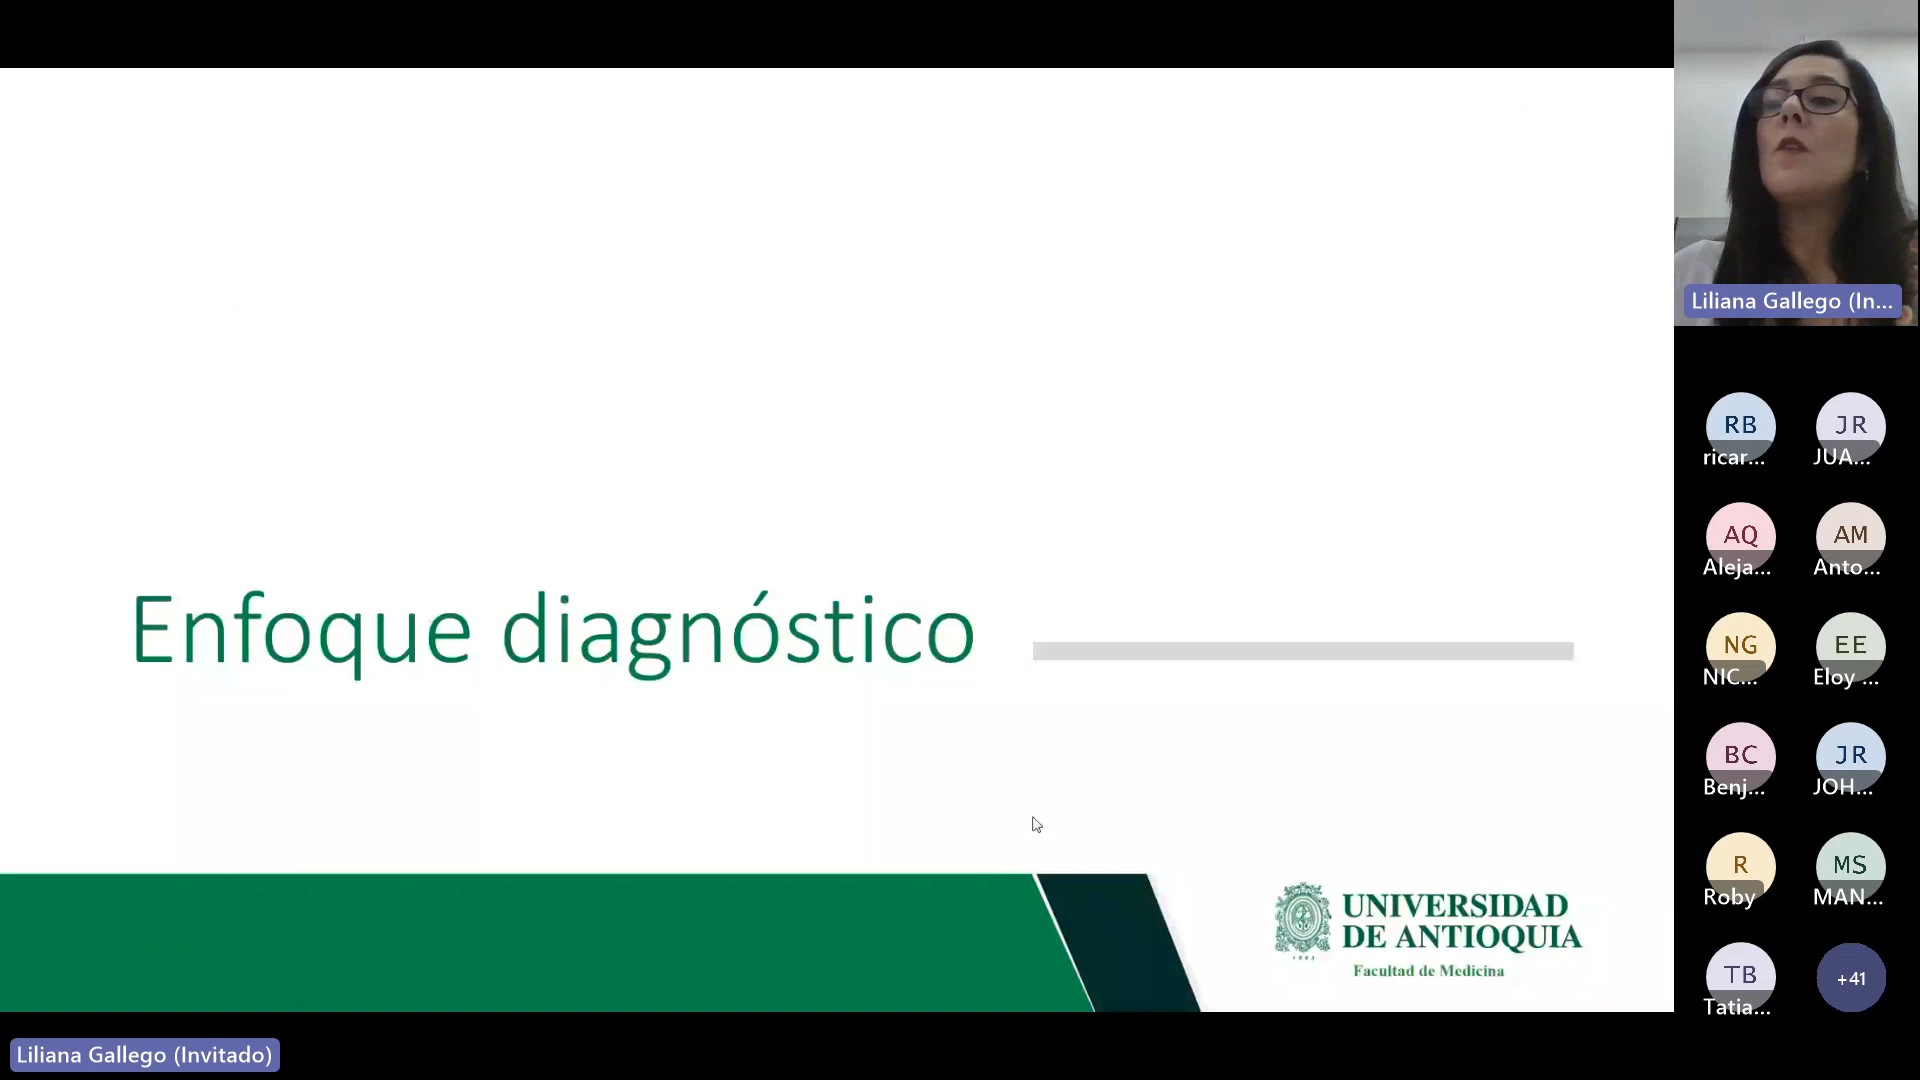 Enfoque diagnóstico
UNIVERSIDAD
DE ANTIOQUIA
1803
Facultad de Medicina
Liliana Gallego (Invitado)
Liliana Gallego (In...
RB
ricar...
JR
JUA...
AQ
Aleja...
AM
Anto...
NG
NIC...
EE
Eloy ...
BC
Benj...
JR
JOH...
R
Roby
MS
MAN...
TB
Tatia...
+41